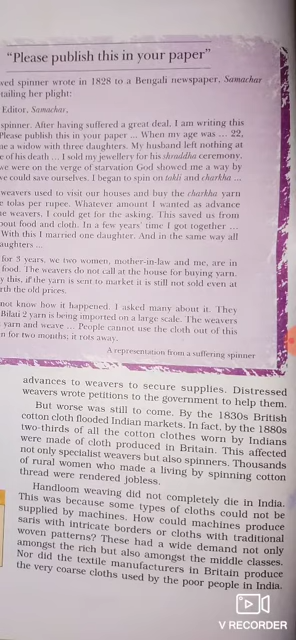 "Please publish this in your paper"
wed spinner wrote in 1828 to a Bengali newspaper, Samachar
tailing her plight:
Editor, Samachar,
spinner. After having suffered a great deal, I am writing this
Please publish this in your paper ... When my age was ... 22,
e a widow with three daughters. My husband left nothing at
e of his death ... I sold my jewellery for his shraddha ceremony.
we were on the verge of starvation God showed me a way by
we could save ourselves. I began to spin on takli and charkha ...
weavers used to visit our houses and buy the charkha yarn
e tolas per rupee. Whatever amount I wanted as advance
e weavers. I could get for the asking. This saved us from
bout food and cloth. In a few years' time I got together ...
With this I married one daughter. And in the same way all
aughters ...
for 3 years, we two women, mother-in-law and me, are in
food. The weavers do not call at the house for buying yarn.
y this, if the yarn is sent to market it is still not sold even at
rth the old prices.
not know how it happened. I asked many about it. They
Bilati 2 yarn is being imported on a large scale. The weavers
yarn and weave ... People cannot use the cloth out of this
n for two months; it rots away.
A representation from a suffering spinner
advances to weavers to secure supplies. Distressed
weavers wrote petitions to the government to help them.
But worse was still to come. By the 1830s British
cotton cloth flooded Indian markets. In fact, by the 1880s
two-thirds of all the cotton clothes worn by Indians
were made of cloth produced in Britain. This affected
not only specialist weavers but also spinners. Thousands
of rural women who made a living by spinning cotton
thread were rendered jobless.
Handloom weaving did not completely die in India.
This was because some types of cloths could not be
supplied by machines. How could machines produce
saris with intricate borders or cloths with traditional
woven patterns? These had a wide demand not only
amongst the rich but also amongst the middle classes.
Nor did the textile manufacturers in Britain produce
the very coarse cloths used by the poor people in India.
V RECORDER